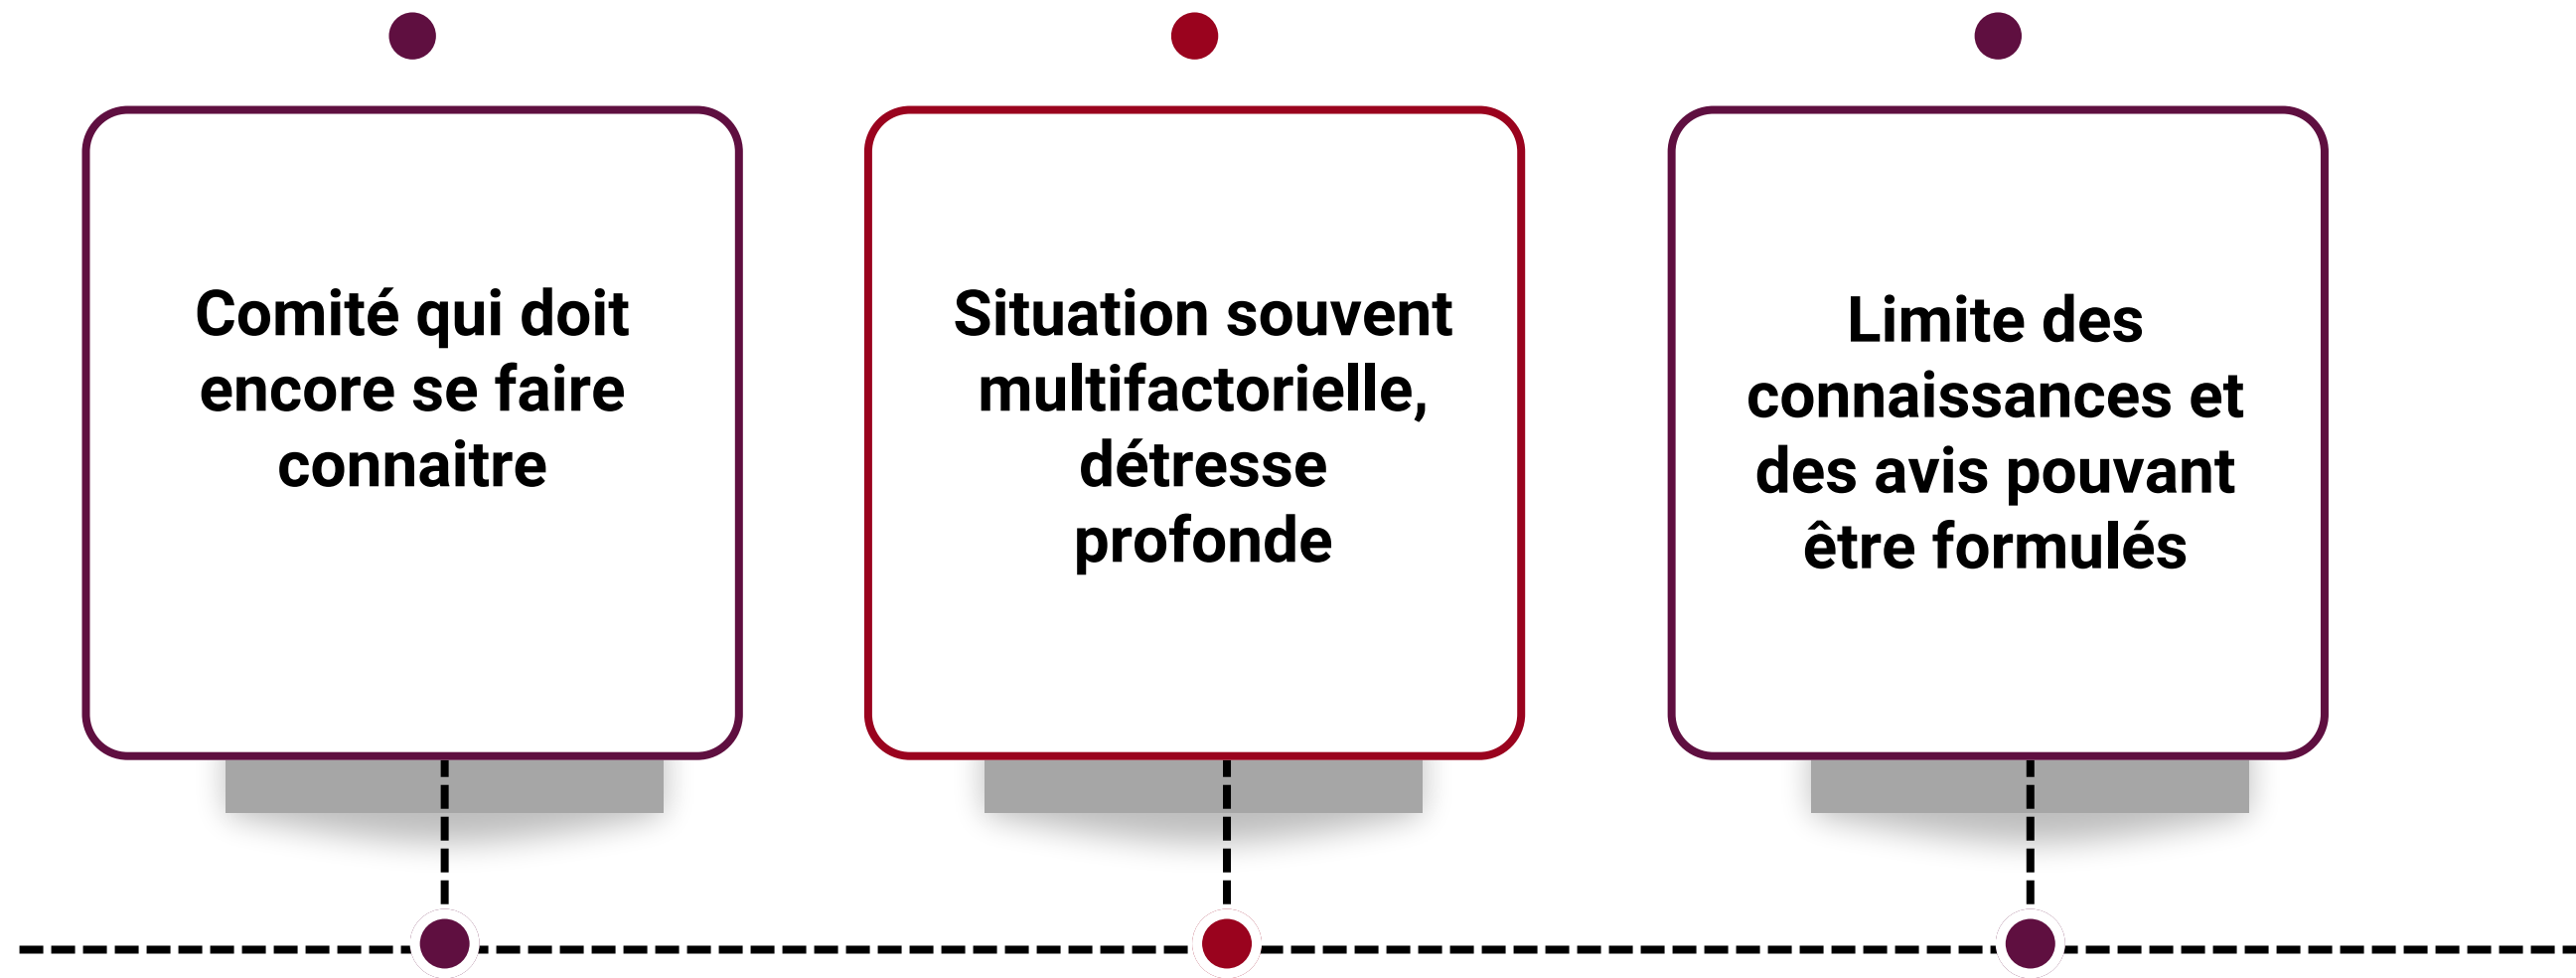 Comité qui doit
encore se faire
connaitre
Situation souvent
multifactorielle,
détresse
profonde
Limite des
connaissances et
des avis pouvant
être formulés